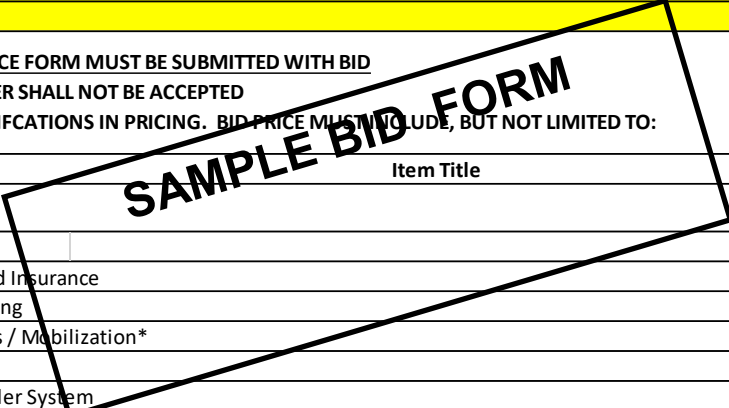 CE FORM MUST BE SUBMITTED WITH BID
ER SHALL NOT BE ACCEPTED
IFCATIONS IN PRICING. BID PRICE MUST INCLUDE, BUT NOT LIMITED TO:
SAMPLE BID FORM
Item Title
d Insurance
ng
s / Mobilization*
ler System